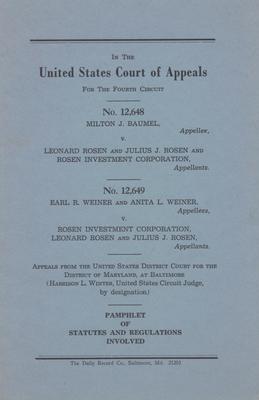 IN THE
United States Court of Appeals
FOR THE FOURTH CIRCUIT
No. 12,648
MILTON J. BAUMEL,
Appellee,
v.
LEONARD ROSEN AND JULIUS J. ROSEN AND
ROSEN INVESTMENT CORPORATION,
Appellants.
No. 12,649
EARL R. WEINER AND ANITA L. WEINER,
Appellees,
v.
ROSEN INVESTMENT CORPORATION,
LEONARD ROSEN AND JULIUS J. ROSEN,
Appellants.
APPEALS FROM THE UNITED STATES DISTRICT COURT FOR THE
DISTRICT OF MARYLAND, AT BALTIMORE
(HARRISON L. WINTER, United States Circuit Judge,
by designation)
PAMPHLET
OF
STATUTES AND REGULATIONS
INVOLVED
The Daily Record Co., Baltimore, Md. 21203